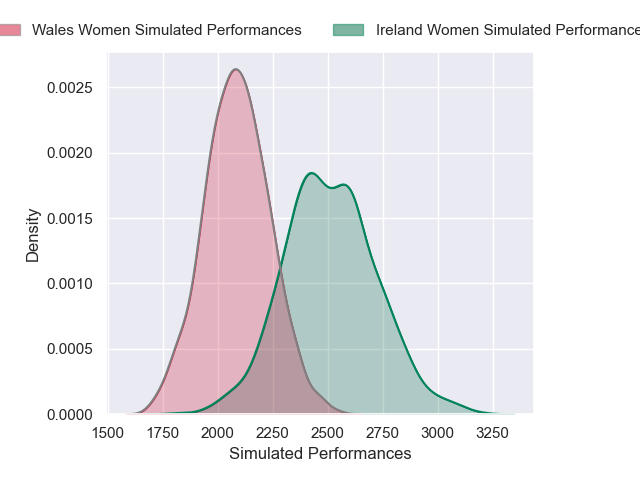 Wales Women Simulated Performances Ireland Women Simulated Performance
0.0025
0.0020
0.0015
0.0010
0.0005
0.0000
Density
1500 1750 2000 2250 2500 2750 3000 3250
Simulated Performances